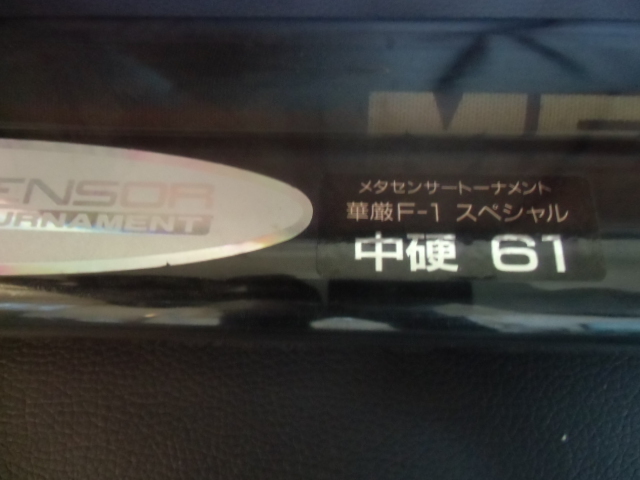 ENSOR
URNAMENT
メタセンサートーナメント
華厳F-1 スペシャル
中硬 61